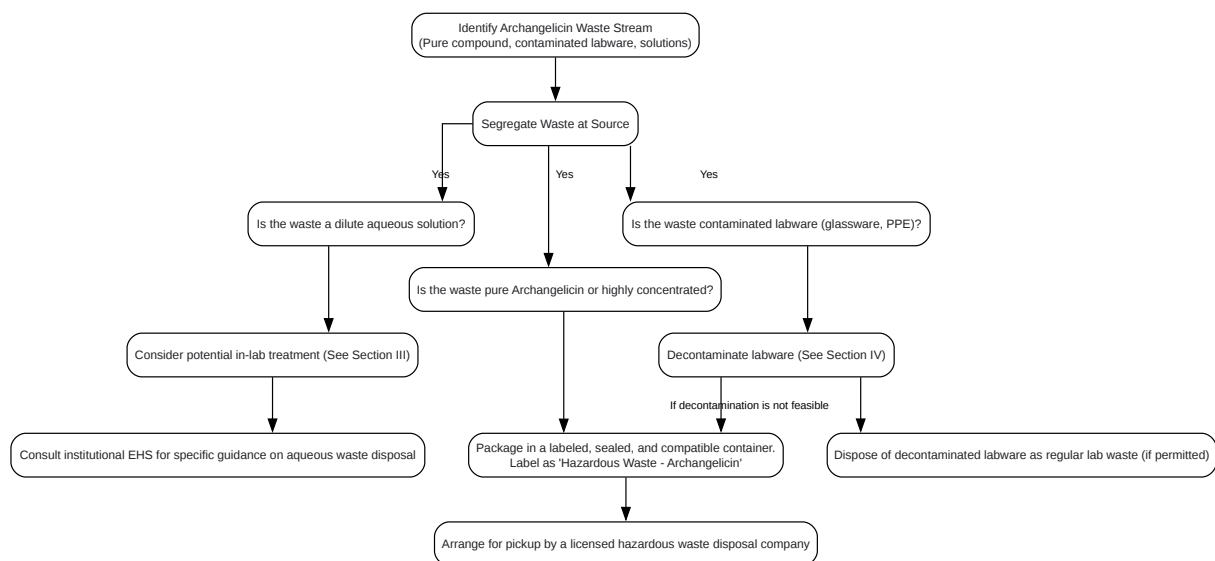 Identify Archangelicin Waste Stream
(Pure compound, contaminated labware, solutions)
Segregate Waste at Source
Yes
Yes
Yes
Is the waste a dilute aqueous solution?
Is the waste contaminated labware (glassware, PPE)?
Is the waste pure Archangelicin or highly concentrated?
Consider potential in-lab treatment (See Section III)
Decontaminate labware (See Section IV)
If decontamination is not feasible
Consult institutional EHS for specific guidance on aqueous waste disposal
Package in a labeled, sealed, and compatible container.
Label as 'Hazardous Waste - Archangelicin'
Dispose of decontaminated labware as regular lab waste (if permitted)
Arrange for pickup by a licensed hazardous waste disposal company